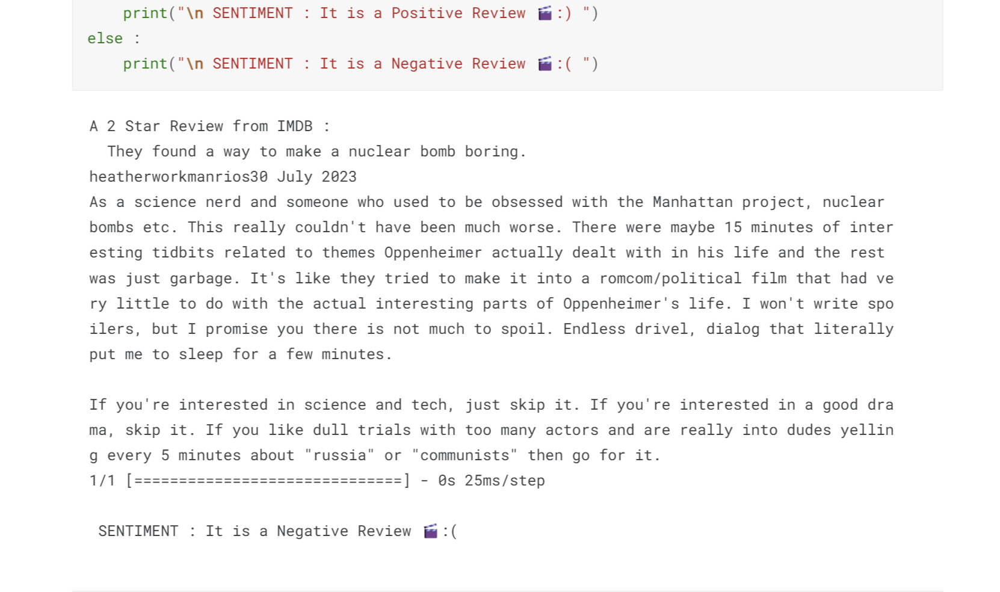 print("\n SENTIMENT : It is a Positive Review 🎬:) ")
else :
print("\n SENTIMENT : It is a Negative Review 🎬:( ")
A 2 Star Review from IMDB :
They found a way to make a nuclear bomb boring.
heatherworkmanrios30 July 2023
As a science nerd and someone who used to be obsessed with the Manhattan project, nuclear
bombs etc. This really couldn't have been much worse. There were maybe 15 minutes of inter
esting tidbits related to themes Oppenheimer actually dealt with in his life and the rest
was just garbage. It's like they tried to make it into a romcom/political film that had ve
ry little to do with the actual interesting parts of Oppenheimer's life. I won't write spo
ilers, but I promise you there is not much to spoil. Endless drivel, dialog that literally
put me to sleep for a few minutes.
If you're interested in science and tech, just skip it. If you're interested in a good dra
ma, skip it. If you like dull trials with too many actors and are really into dudes yellin
g every 5 minutes about "russia" or "communists" then go for it.
1/1 [==============================] - 0s 25ms/step
SENTIMENT : It is a Negative Review 🎬:(